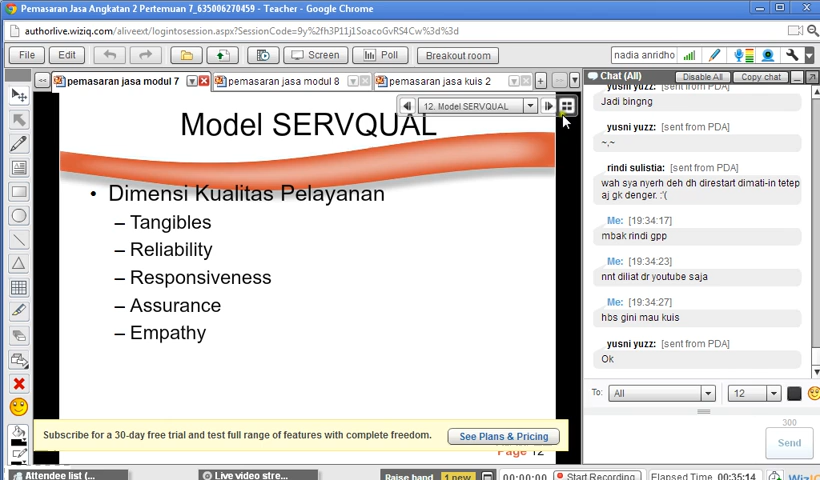 Pemasaran Jasa Angkatan 2 Pertemuan 7_635006270459 - Teacher - Google Chrome
authorlive.wiziq.com/aliveext/logintosession.aspx?SessionCode=9y%2fh3P11j1SoacoGvRS4Cw%3d%3d
File Edit Screen Poll Breakout room nadia anridho
pemasaran jasa modul 7 pemasaran jasa modul 8 pemasaran jasa kuis 2
12. Model SERVQUAL
Model SERVQUAL
• Dimensi Kualitas Pelayanan
– Tangibles
– Reliability
– Responsiveness
– Assurance
– Empathy
Page 12
Subscribe for a 30-day free trial and test full range of features with complete freedom. See Plans & Pricing
Chat (All) Disable All Copy chat
yusni yuzz: [sent from PDA]
Jadi bingng
yusni yuzz: [sent from PDA]
~,~
rindi sulistia: [sent from PDA]
wah sya nyerh deh dh direstart dimati-in tetep
aj gk denger. :'(
Me: [19:34:17]
mbak rindi gpp
Me: [19:34:23]
nnt diliat dr youtube saja
Me: [19:34:27]
hbs gini mau kuis
yusni yuzz: [sent from PDA]
Ok
To: All 12
300
Send
Attendee list (... Live video stre... Raise hand 1 new 00:00:00 Start Recording Elapsed Time: 00:35:14 WizIQ